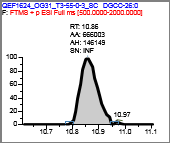 QEF1624_OG31_T3-55-0-3_SC DGCC-26:0
F: FTMS + p ESI Full ms [500.0000-2000.0000]
RT: 10.86
AA: 666003
AH: 146149
SN: INF
100
80
60
40
20
0
10.97
10.7 10.8 10.9 11.0 11.1